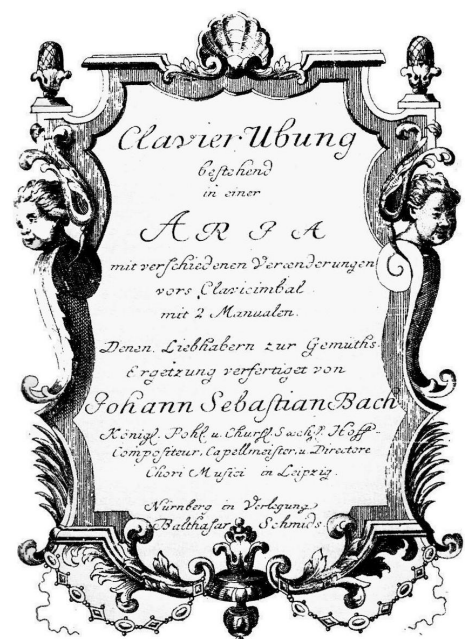 Clavier Ubung
bestehend
in einer
ARIA
mit verschiedenen Veraenderungen
vors Clavicimbal
mit 2 Manualen.
Denen Liebhabern zur Gemüths-
Ergetzung verfertiget von
Johann Sebastian Bach
Königl. Pohl. u. Churfl. Sæchs. Hoff-
Compositeur, Capellmeister, u. Directore
Chori Musici in Leipzig.
Nürnberg in Verlegung
Balthasar Schmids